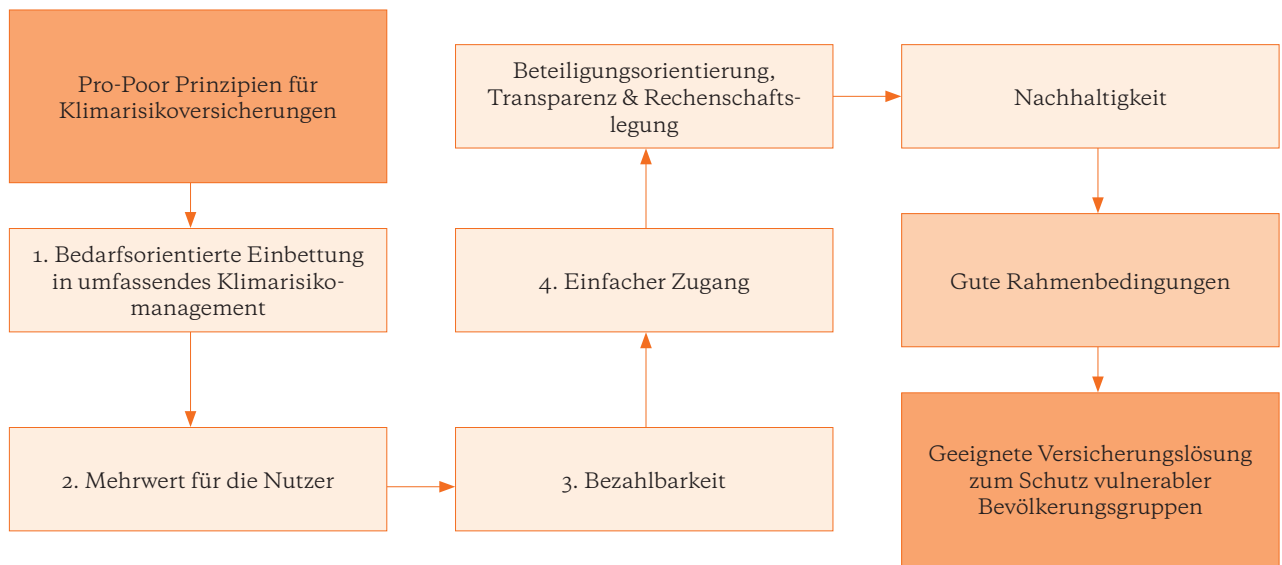 Pro-Poor Prinzipien für
Klimarisikoversicherungen
1. Bedarfsorientierte Einbettung
in umfassendes Klimarisiko-
management
2. Mehrwert für die Nutzer
3. Bezahlbarkeit
4. Einfacher Zugang
Beteiligungsorientierung,
Transparenz & Rechenschafts-
legung
Nachhaltigkeit
Gute Rahmenbedingungen
Geeignete Versicherungslösung
zum Schutz vulnerabler
Bevölkerungsgruppen